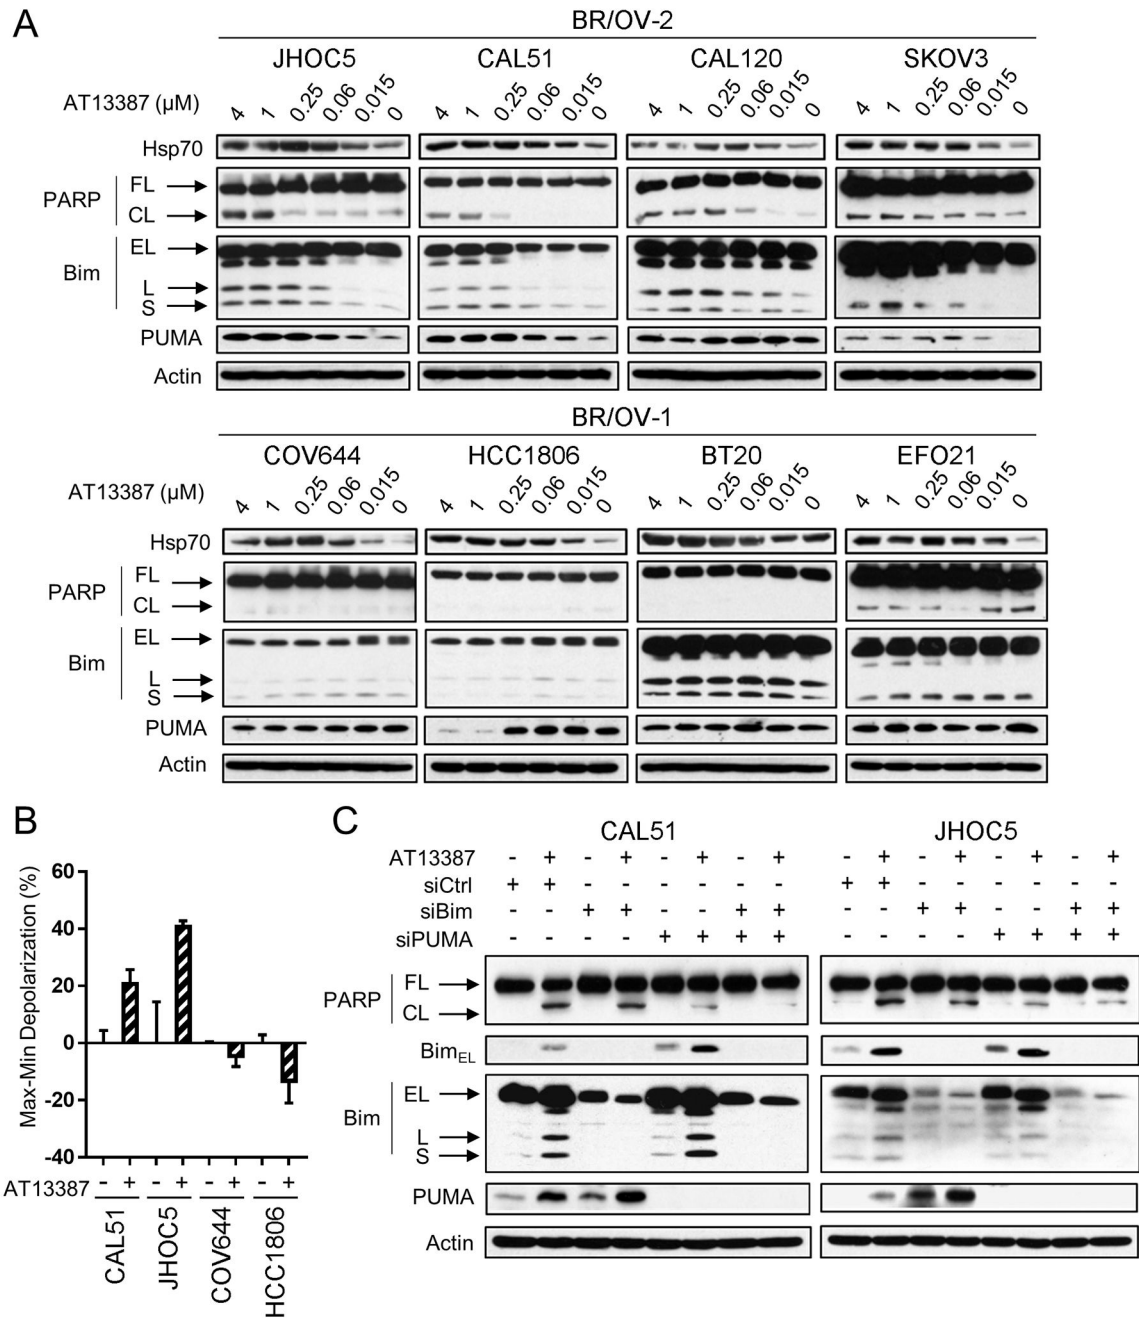 A
BR/OV-2
JHOC5 CAL51 CAL120 SKOV3
AT13387 (µM) 4 1 0.25 0.06 0.015 0 4 1 0.25 0.06 0.015 0 4 1 0.25 0.06 0.015 0 4 1 0.25 0.06 0.015 0
Hsp70
PARP FL
CL
Bim EL
L
S
PUMA
Actin
BR/OV-1
COV644 HCC1806 BT20 EFO21
AT13387 (µM) 4 1 0.25 0.06 0.015 0 4 1 0.25 0.06 0.015 0 4 1 0.25 0.06 0.015 0 4 1 0.25 0.06 0.015 0
Hsp70
PARP FL
CL
Bim EL
L
S
PUMA
Actin
B
Max-Min Depolarization (%)
60
40
20
0
-20
-40
AT13387 - + - + - + - +
CAL51 JHOC5 COV644 HCC1806
C
CAL51 JHOC5
AT13387 - + - + - + - + - + - + - + - +
siCtrl + + - - - - - - + + - - - - - -
siBim - - + + - - + + - - + + - - + +
siPUMA - - - - + + + + - - - - + + + +
PARP FL
CL
BimEL
Bim EL
L
S
PUMA
Actin